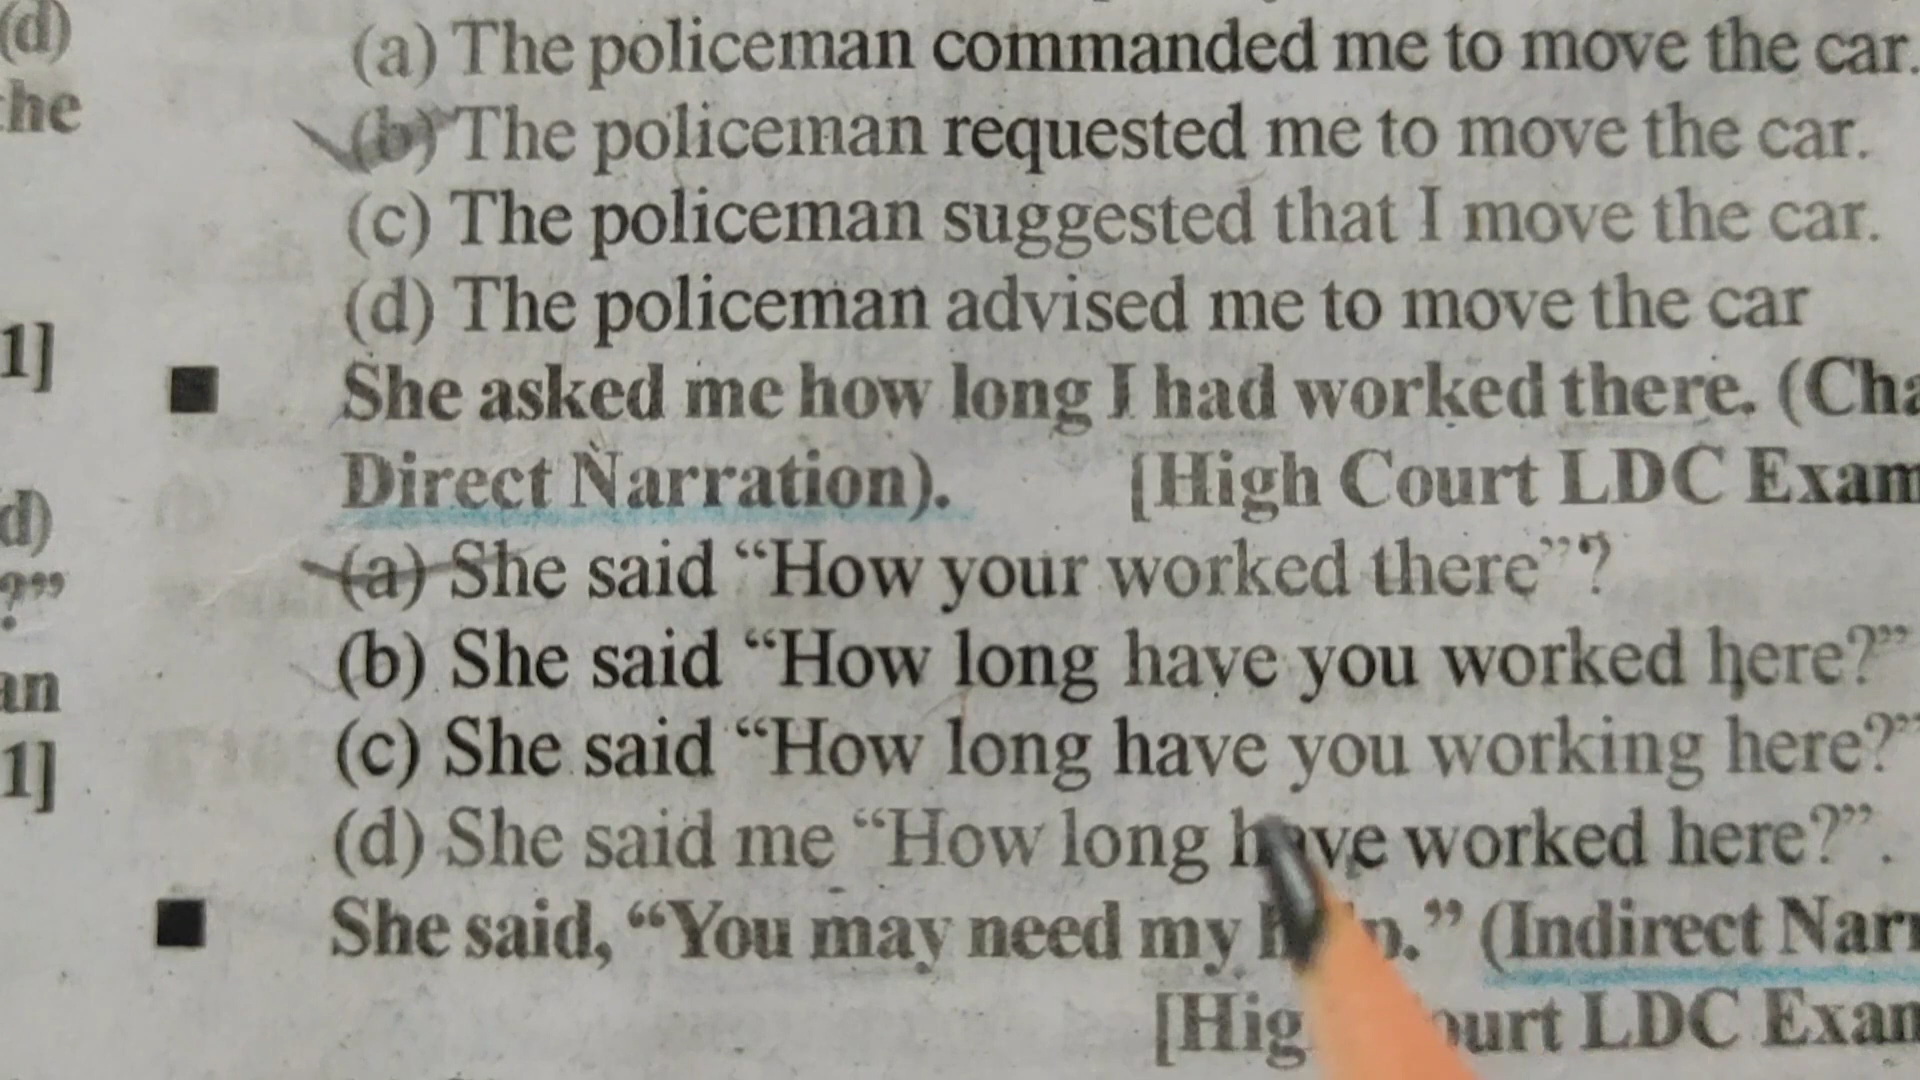 (d)
he
1]
d)
?”
an
1]
(a) The policeman commanded me to move the car.
(b) The policeman requested me to move the car.
(c) The policeman suggested that I move the car.
(d) The policeman advised me to move the car
■ She asked me how long I had worked there. (Cha
Direct Narration). [High Court LDC Exam
(a) She said “How your worked there”?
(b) She said “How long have you worked here?”
(c) She said “How long have you working here?”
(d) She said me “How long have worked here?”.
■ She said, “You may need my .” (Indirect Narr
[Hig ourt LDC Exam